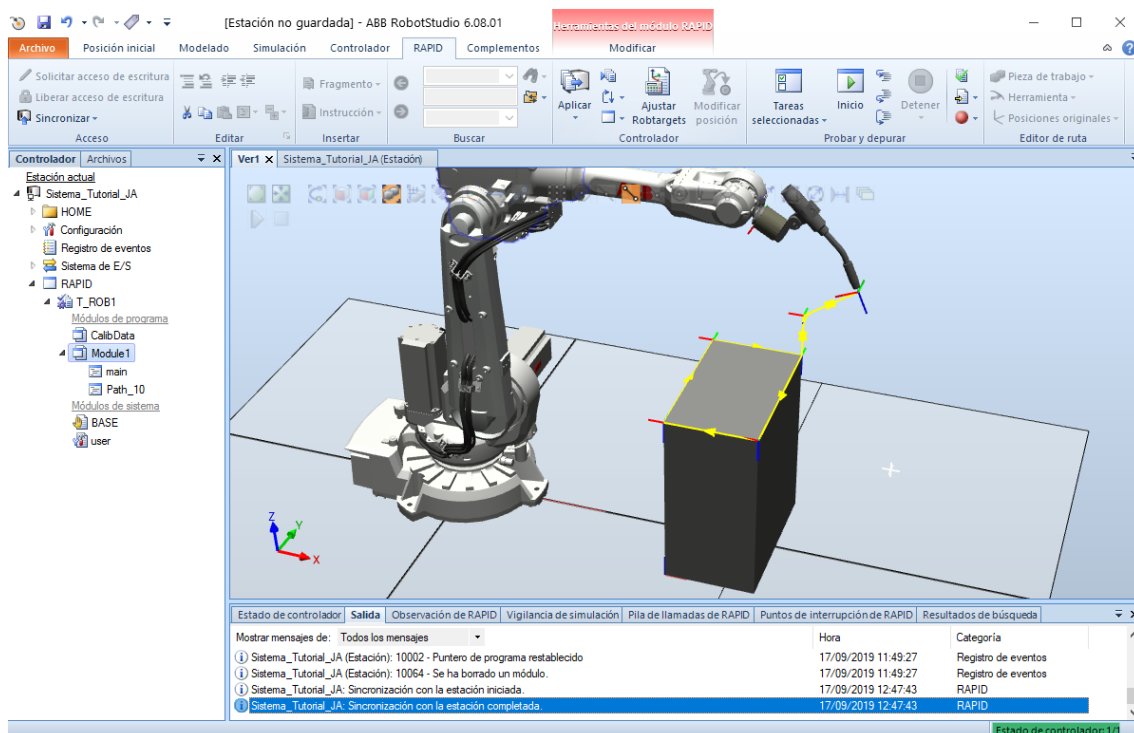 [Estación no guardada] - ABB RobotStudio 6.08.01
Herramientas del módulo RAPID
Archivo Posición inicial Modelado Simulación Controlador RAPID Complementos Modificar
Solicitar acceso de escritura
Liberar acceso de escritura
Sincronizar
Acceso
Editar
Fragmento
Instrucción
Insertar
Buscar
Aplicar
Ajustar Robtargets
Modificar posición
Controlador
Tareas seleccionadas
Inicio
Detener
Probar y depurar
Pieza de trabajo
Herramienta
Posiciones originales
Editor de ruta
Controlador Archivos
Ver1 Sistema_Tutorial_JA (Estación)
Estación actual
Sistema_Tutorial_JA
HOME
Configuración
Registro de eventos
Sistema de E/S
RAPID
T_ROB1
Módulos de programa
CalibData
Module1
main
Path_10
Módulos de sistema
BASE
user
Z
Y
X
Estado de controlador Salida Observación de RAPID Vigilancia de simulación Pila de llamadas de RAPID Puntos de interrupción de RAPID Resultados de búsqueda
Mostrar mensajes de: Todos los mensajes Hora Categoría
Sistema_Tutorial_JA (Estación): 10002 - Puntero de programa restablecido 17/09/2019 11:49:27 Registro de eventos
Sistema_Tutorial_JA (Estación): 10064 - Se ha borrado un módulo. 17/09/2019 11:49:27 Registro de eventos
Sistema_Tutorial_JA: Sincronización con la estación iniciada. 17/09/2019 12:47:43 RAPID
Sistema_Tutorial_JA: Sincronización con la estación completada. 17/09/2019 12:47:43 RAPID
Estado de controlador: 1/1